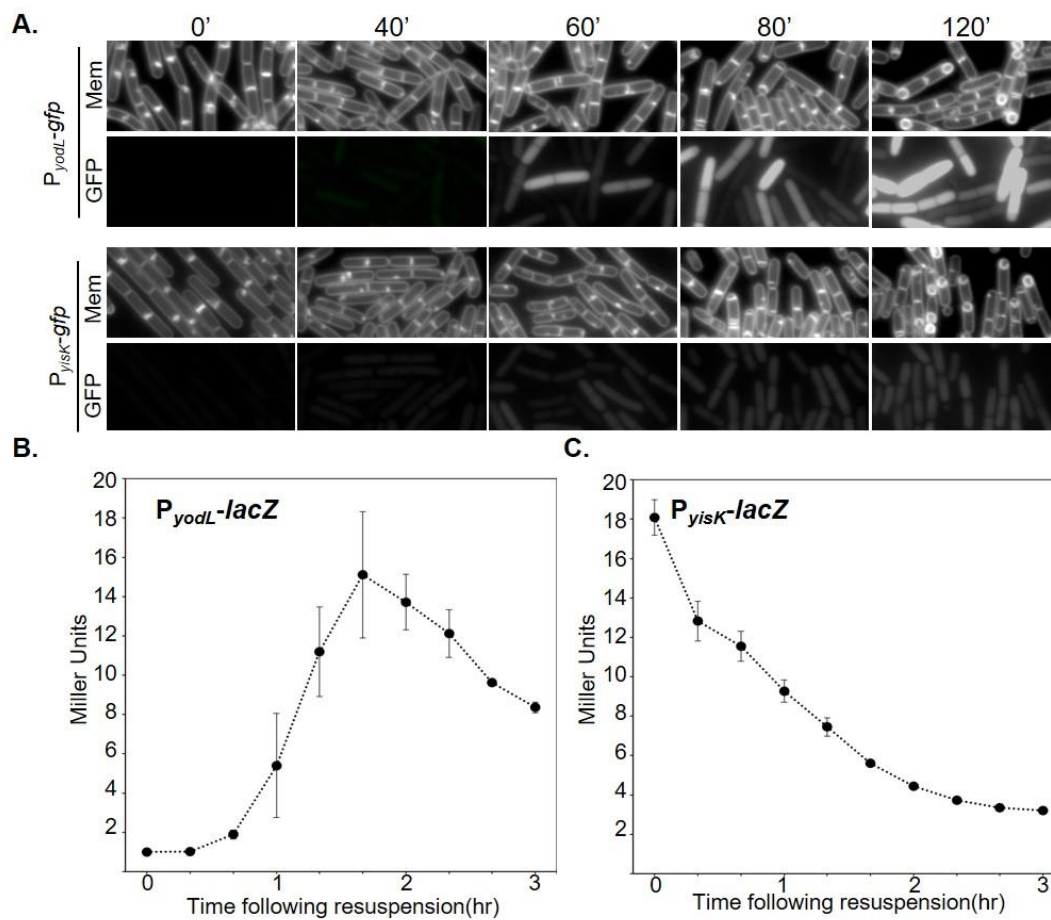 A.
0’ 40’ 60’ 80’ 120’
PyodL-gfp
Mem
GFP
PyisK-gfp
Mem
GFP
B.
PyodL-lacZ
Miller Units
20
18
16
14
12
10
8
6
4
2
0 1 2 3
Time following resuspension(hr)
C.
PyisK-lacZ
Miller Units
20
18
16
14
12
10
8
6
4
2
0 1 2 3
Time following resuspension(hr)